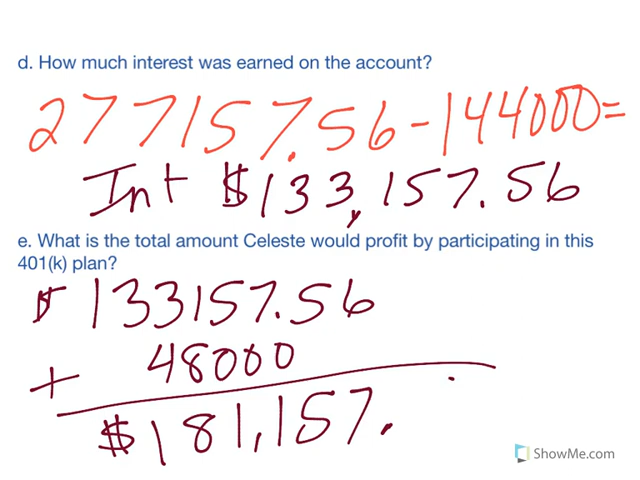 d. How much interest was earned on the account?
277157.56-144000=
Int $133,157.56
e. What is the total amount Celeste would profit by participating in this
401(k) plan?
$133157.56
+ 48000
$181,157.
ShowMe.com